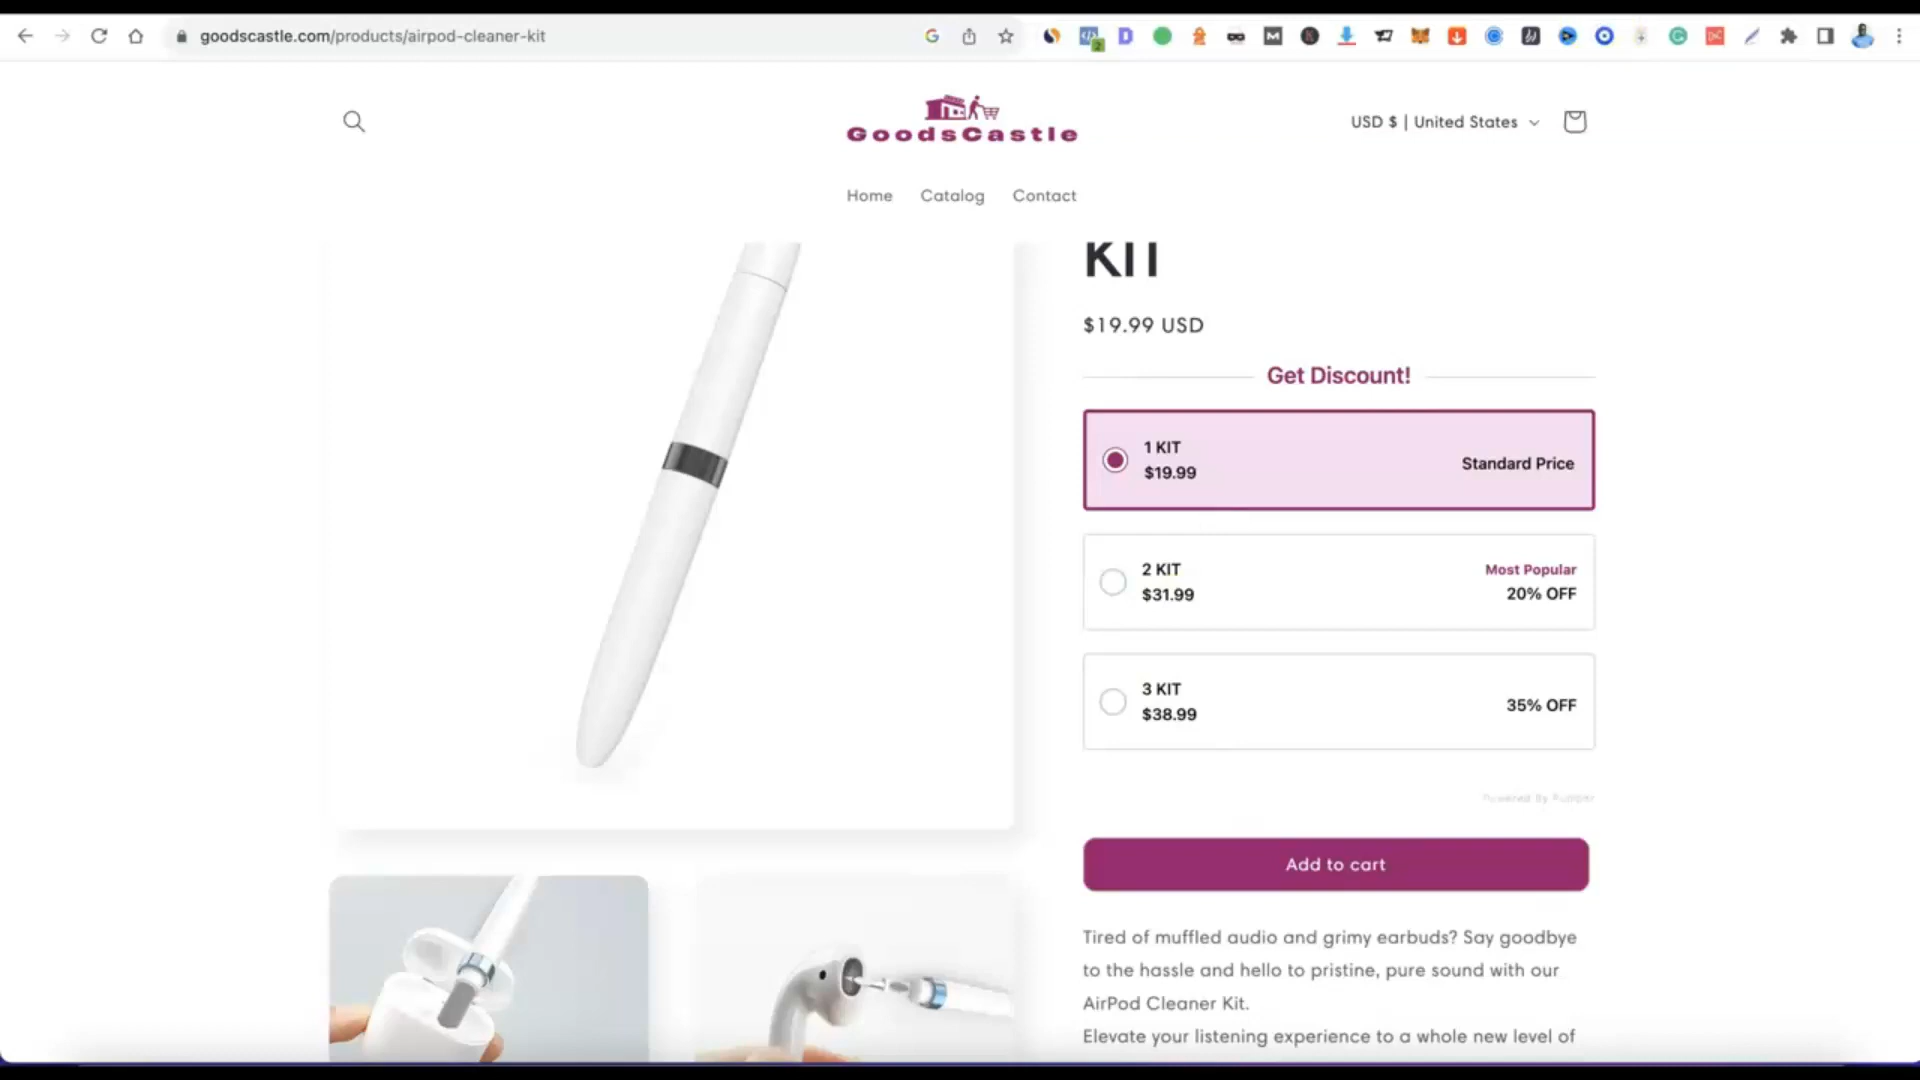 goodscastle.com/products/airpod-cleaner-kit
GoodsCastle
USD $ | United States
Home Catalog Contact
KIT
$19.99 USD
Get Discount!
1 KIT
$19.99
Standard Price
2 KIT
$31.99
Most Popular
20% OFF
3 KIT
$38.99
35% OFF
Powered By
Add to cart
Tired of muffled audio and grimy earbuds? Say goodbye
to the hassle and hello to pristine, pure sound with our
AirPod Cleaner Kit.
Elevate your listening experience to a whole new level of